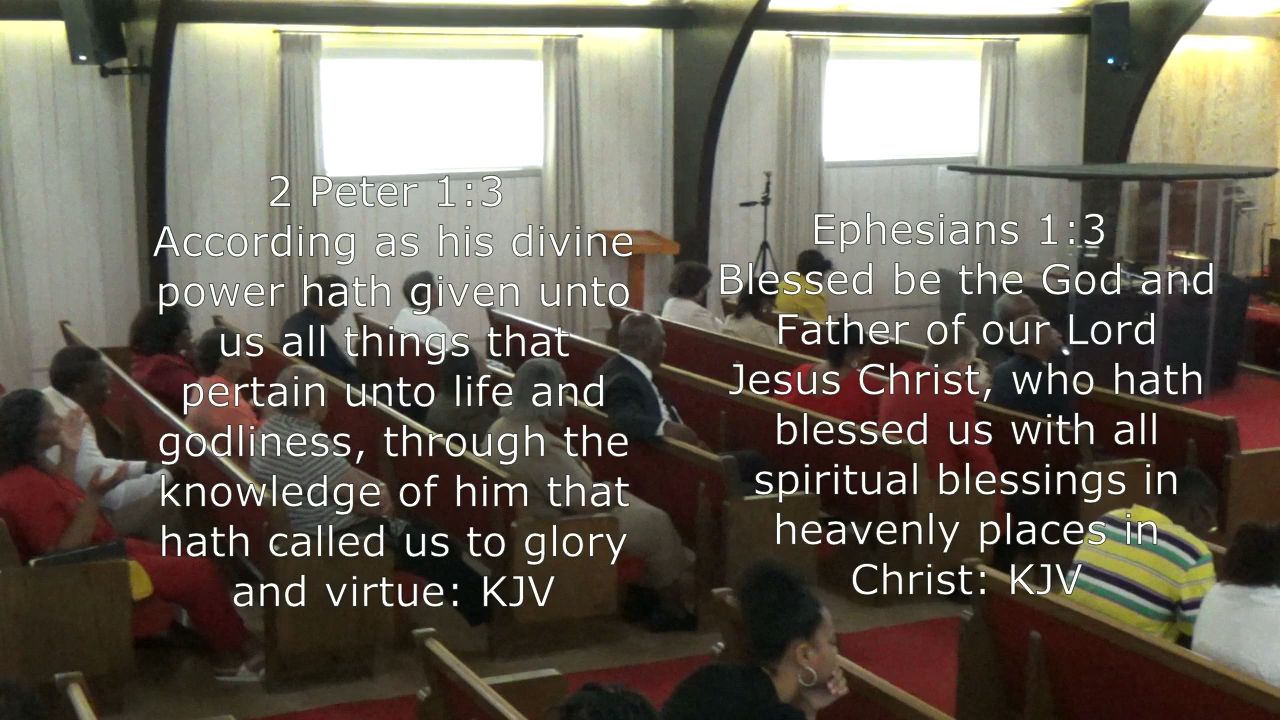 2 Peter 1:3
According as his divine
power hath given unto
us all things that
pertain unto life and
godliness, through the
knowledge of him that
hath called us to glory
and virtue: KJV
Ephesians 1:3
Blessed be the God and
Father of our Lord
Jesus Christ, who hath
blessed us with all
spiritual blessings in
heavenly places in
Christ: KJV